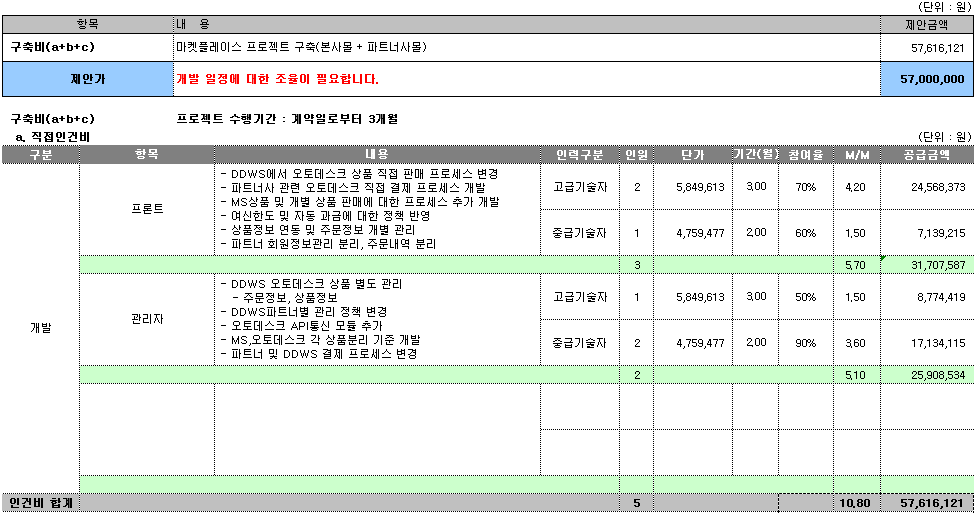 (단위 : 원)
항목 내 용 제안금액
구축비(a+b+c) 마켓플레이스 프로젝트 구축(본사몰 + 파트너사몰) 57,616,121
제안가 개발 일정에 대한 조율이 필요합니다. 57,000,000
구축비(a+b+c) 프로젝트 수행기간 : 계약일로부터 3개월
a. 직접인건비 (단위 : 원)
구분 항목 내용 인력구분 인원 단가 기간(월) 참여율 M/M 공급금액
개발
프론트
- DDWS에서 오토데스크 상품 직접 판매 프로세스 변경
- 파트너사 관련 오토데스크 직접 결제 프로세스 개발
- MS상품 및 개별 상품 판매에 대한 프로세스 추가 개발
- 여신한도 및 자동 과금에 대한 정책 반영
- 상품정보 연동 및 주문정보 개별 관리
- 파트너 회원정보관리 분리, 주문내역 분리
고급기술자 2 5,849,613 3,00 70% 4,20 24,568,373
중급기술자 1 4,759,477 2,00 60% 1,50 7,139,215
3 5,70 31,707,587
관리자
- DDWS 오토데스크 상품 별도 관리
- 주문정보, 상품정보
- DDWS파트너별 관리 정책 변경
- 오토데스크 API통신 모듈 추가
- MS,오토데스크 각 상품분리 기준 개발
- 파트너 및 DDWS 결제 프로세스 변경
고급기술자 1 5,849,613 3,00 50% 1,50 8,774,419
중급기술자 2 4,759,477 2,00 90% 3,60 17,134,115
2 5,10 25,908,534
인건비 합계 5 10,80 57,616,121